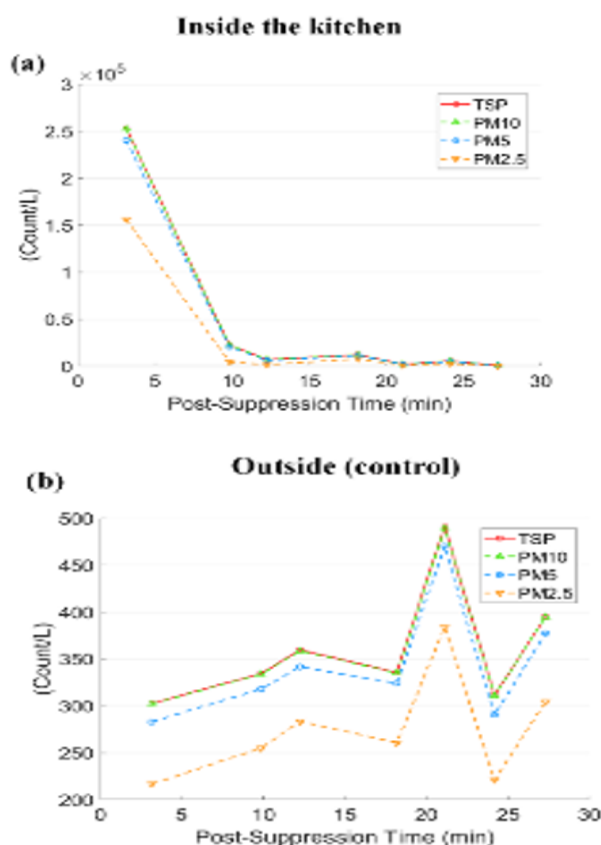 Inside the kitchen
(a)
× 10⁵
3
2.5
2
1.5
1
0.5
0
(Count/L)
TSP
PM10
PM5
PM2.5
0 5 10 15 20 25 30
Post-Suppression Time (min)
Outside (control)
(b)
500
450
400
350
300
250
200
(Count/L)
TSP
PM10
PM5
PM2.5
0 5 10 15 20 25 30
Post-Suppression Time (min)